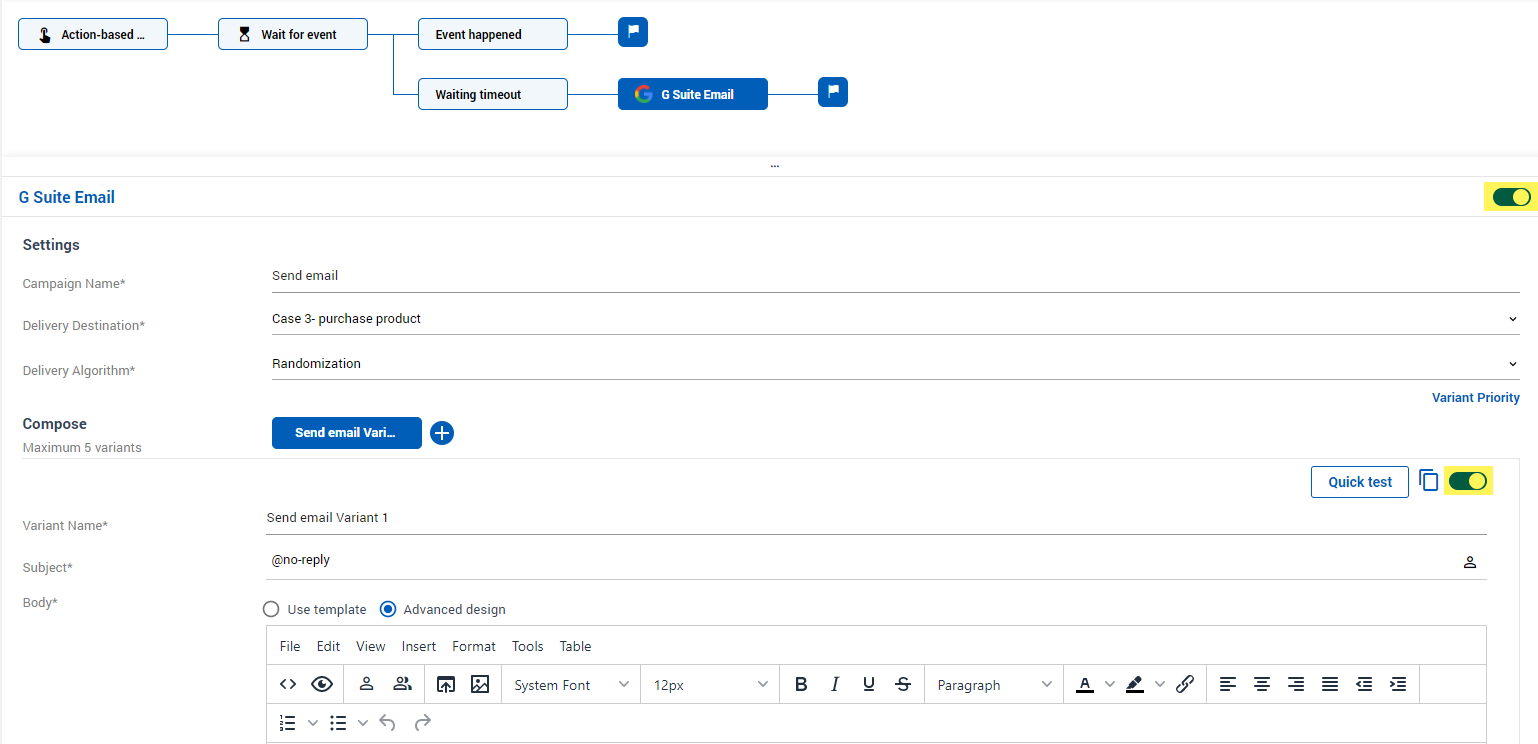 Action-based ...
Wait for event
Event happened
Waiting timeout
G Suite Email
...
G Suite Email
Settings
Campaign Name*
Send email
Delivery Destination*
Case 3- purchase product
Delivery Algorithm*
Randomization
Variant Priority
Compose
Maximum 5 variants
Send email Vari...
Quick test
Variant Name*
Send email Variant 1
Subject*
@no-reply
Body*
Use template Advanced design
File Edit View Insert Format Tools Table
System Font 12px B I U S Paragraph A